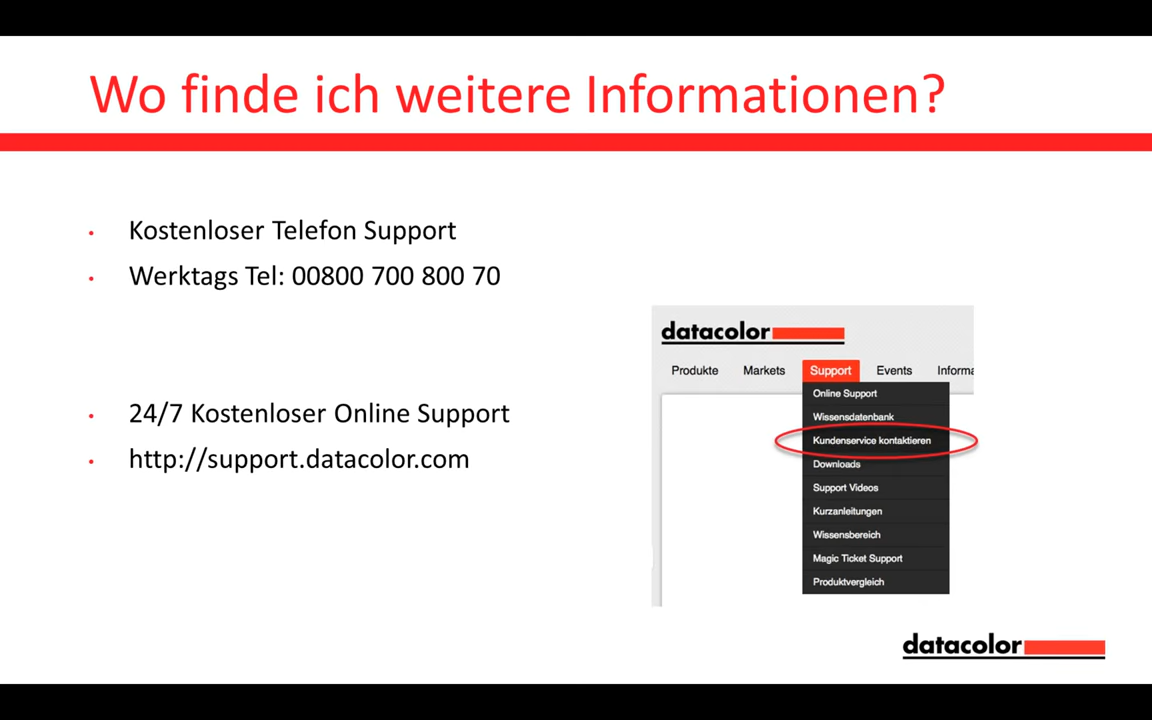 Wo finde ich weitere Informationen?
Kostenloser Telefon Support
Werktags Tel: 00800 700 800 70
24/7 Kostenloser Online Support
http://support.datacolor.com
datacolor
Produkte Markets Support Events Informa
Online Support
Wissensdatenbank
Kundenservice kontaktieren
Downloads
Support Videos
Kurzanleitungen
Wissensbereich
Magic Ticket Support
Produktvergleich
datacolor